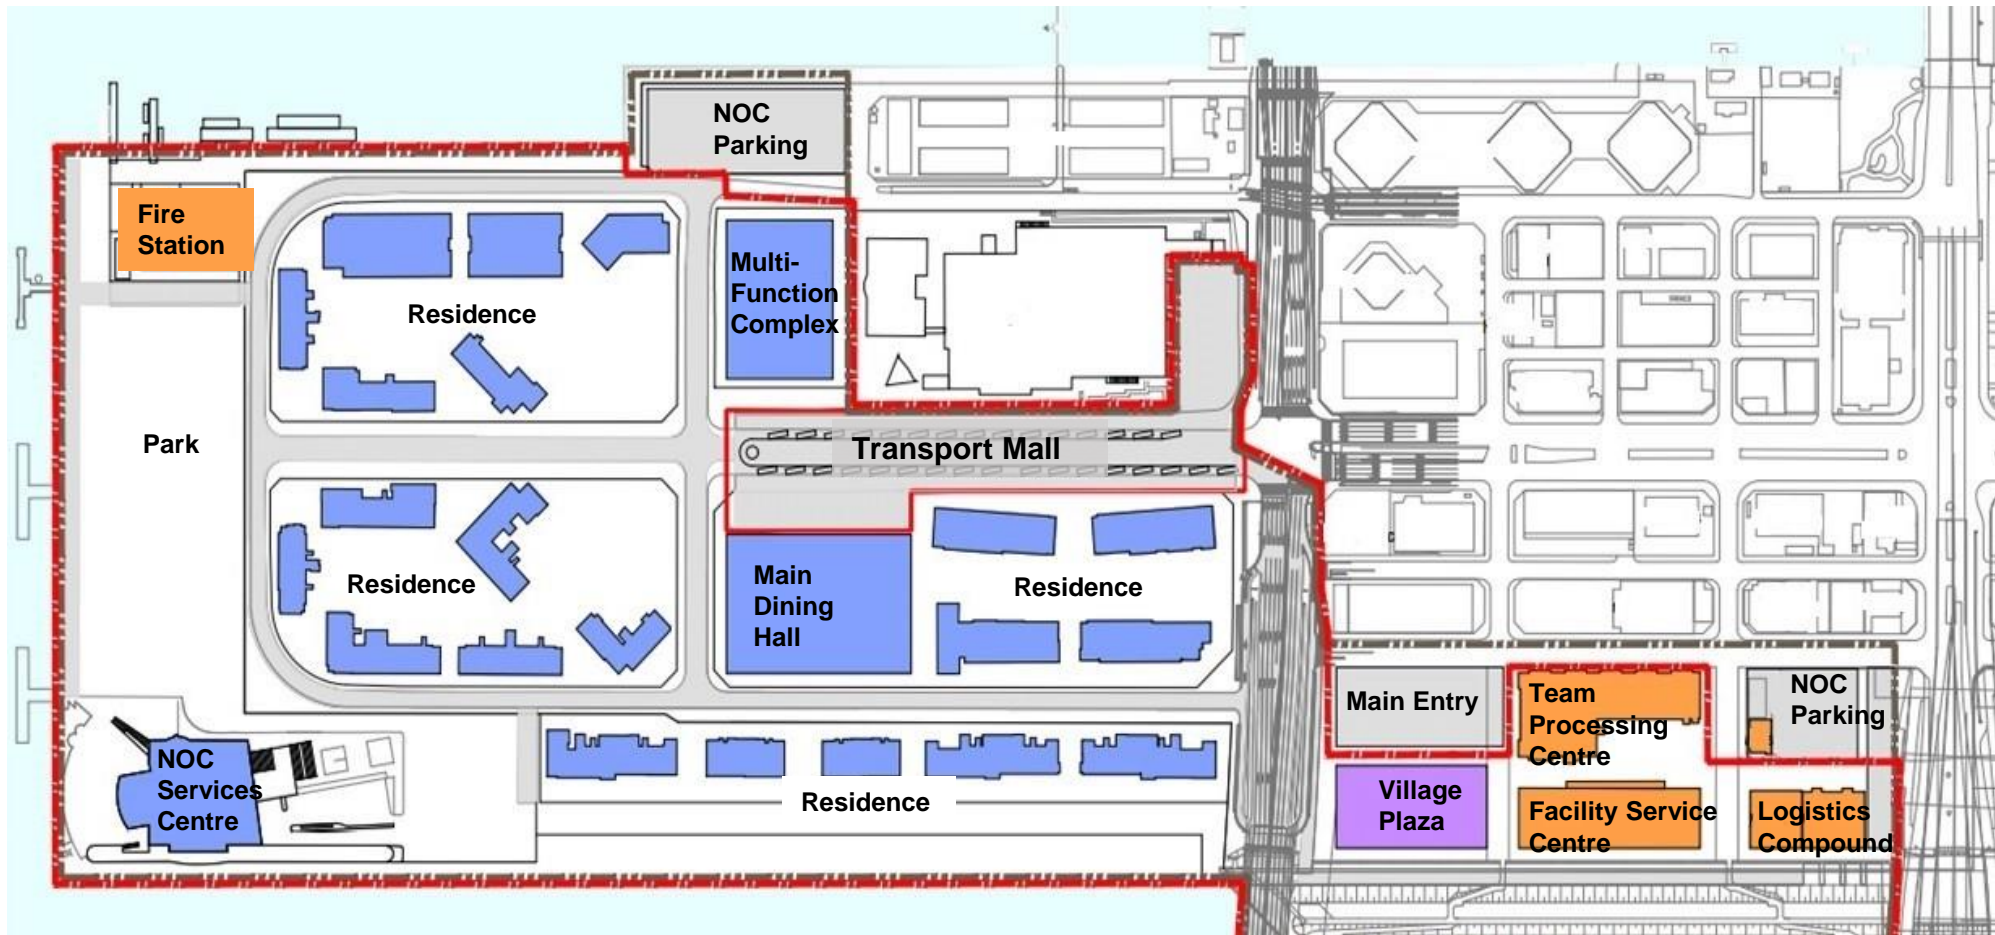 NOC
Parking
Fire
Station
Multi-
Function
Complex
Residence
Park
Transport Mall
Residence
Main
Dining
Hall
Residence
Main Entry
Team
Processing
Centre
NOC
Parking
NOC
Services
Centre
Residence
Village
Plaza
Facility Service
Centre
Logistics
Compound